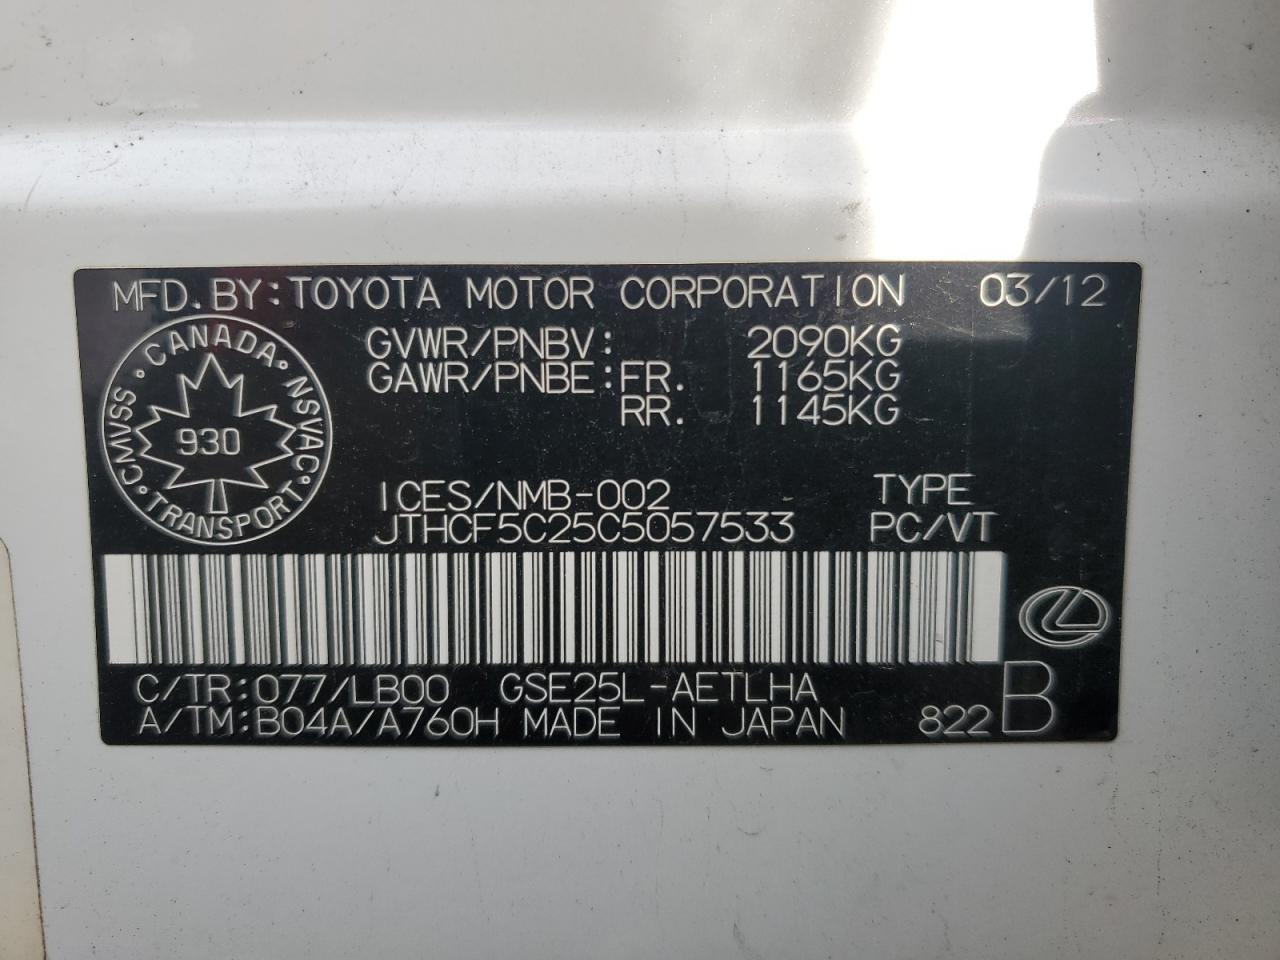 MFD. BY: TOYOTA MOTOR CORPORATION 03/12
CANADA · NSVAC · TRANSPORT · CMVSS ·
930
GVWR/PNBV: 2090KG
GAWR/PNBE: FR. 1165KG
RR. 1145KG
ICES/NMB-002 TYPE
JTHCF5C25C5057533 PC/VT
C/TR: 077/LB00 GSE25L-AETLHA
A/TM: B04A/A760H MADE IN JAPAN 822 B